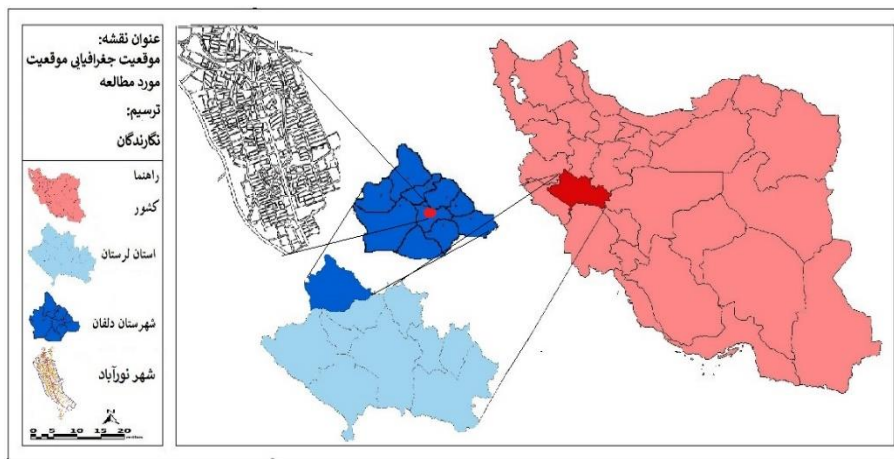 عنوان نقشه:
موقعیت جغرافیایی موقعیت
مورد مطالعه
ترسیم:
نگارندگان
راهنما
کشور
استان لرستان
شهرستان دلفان
شهر نورآباد
0 5 10 15 20